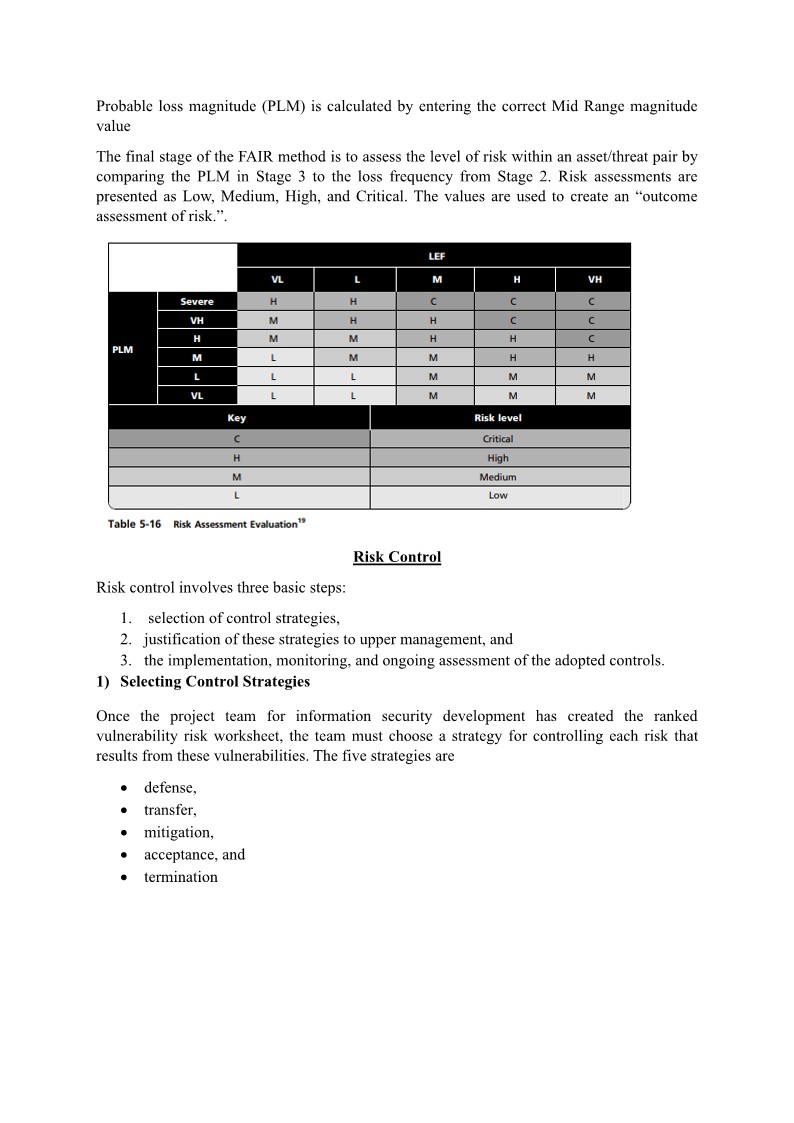 Probable loss magnitude (PLM) is calculated by entering the correct Mid Range magnitude
value
The final stage of the FAIR method is to assess the level of risk within an asset/threat pair by
comparing the PLM in Stage 3 to the loss frequency from Stage 2. Risk assessments are
presented as Low, Medium, High, and Critical. The values are used to create an “outcome
assessment of risk.”.
LEF
VL L M H VH
Severe H H C C C
VH M H H C C
H M M H H C
PLM
M L M M H H
L L L M M M
VL L L M M M
Key Risk level
C Critical
H High
M Medium
L Low
Table 5-16 Risk Assessment Evaluation19
Risk Control
Risk control involves three basic steps:
1. selection of control strategies,
2. justification of these strategies to upper management, and
3. the implementation, monitoring, and ongoing assessment of the adopted controls.
1) Selecting Control Strategies
Once the project team for information security development has created the ranked
vulnerability risk worksheet, the team must choose a strategy for controlling each risk that
results from these vulnerabilities. The five strategies are
• defense,
• transfer,
• mitigation,
• acceptance, and
• termination